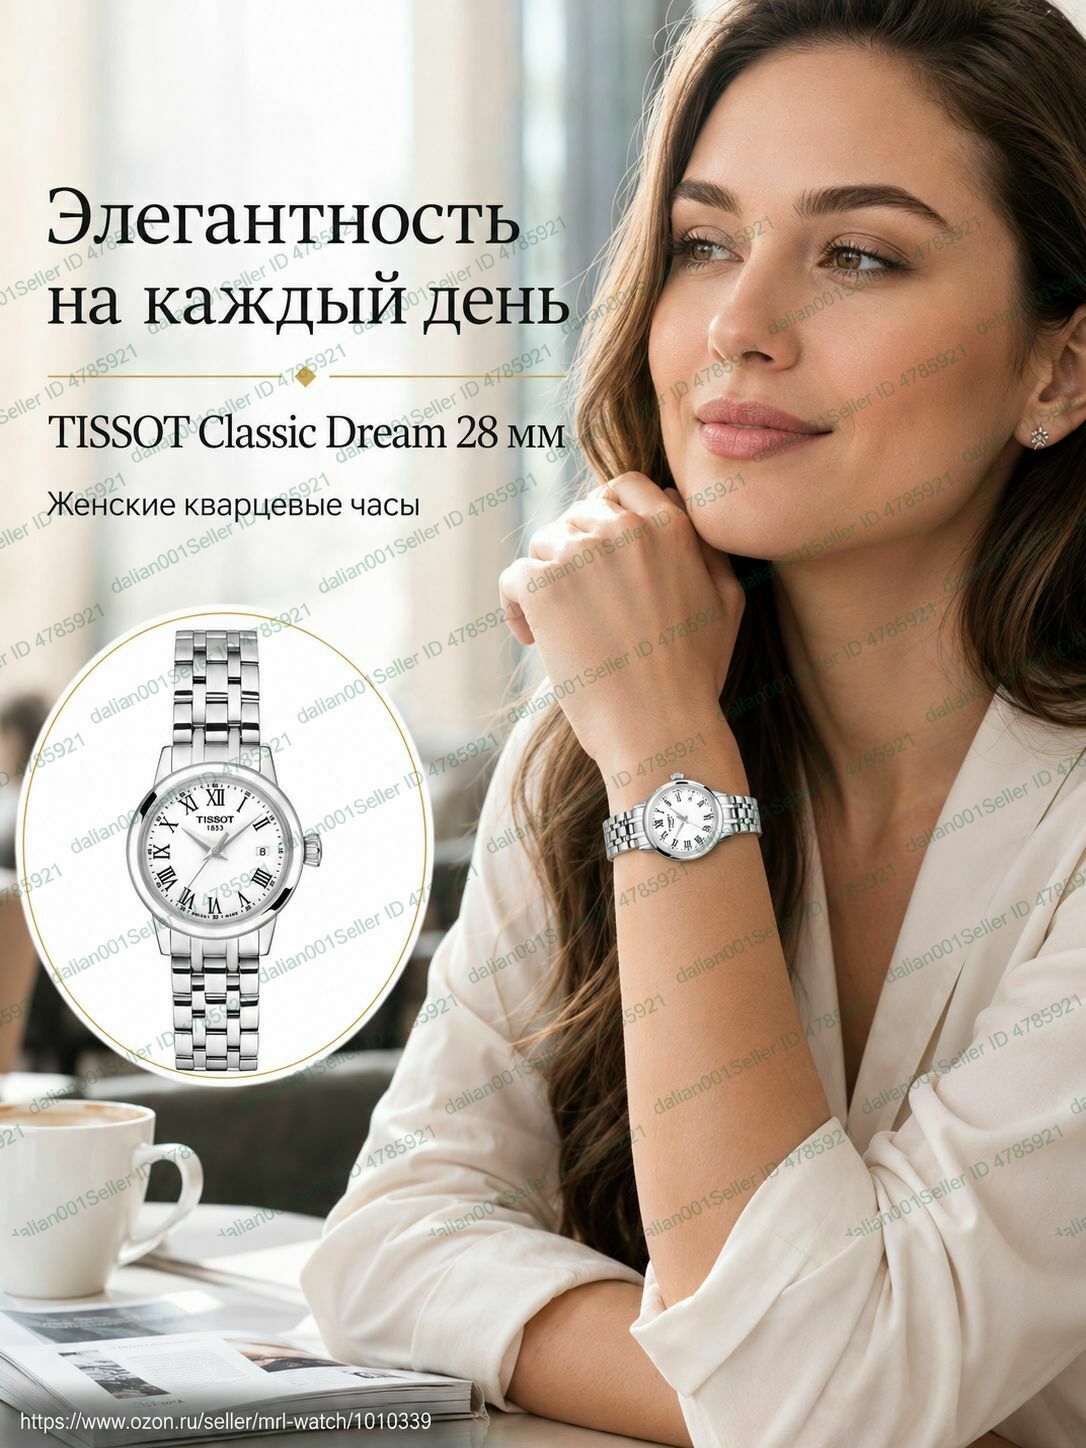 Элегантность
на каждый день
TISSOT Classic Dream 28 мм
Женские кварцевые часы
TISSOT
1853
8
dalian001Seller ID 4785921
https://www.ozon.ru/seller/mrl-watch/1010339